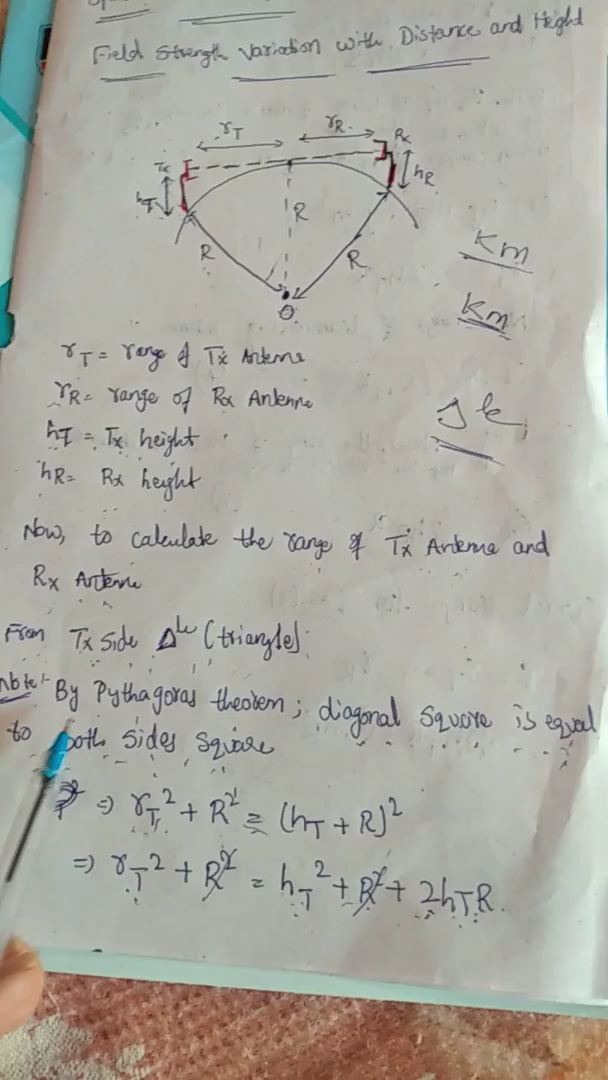 Field Strength Variation with Distance and Height
rT rR.
Tx Rx
hT hR
R
R R
Km
Θ
Km
rT = range of Tx Antenna
rR = range of Rx Antenna
hT = Tx height
hR = Rx height
Now, to calculate the range of Tx Antenna and
Rx Antenna
From Tx side Δle (triangle):
Note:- By Pythagoras theorem; diagonal square is equal
to both sides square
⇒ rT² + R² = (hT + R)²
⇒ rT² + R² = hT² + R² + 2hTR.